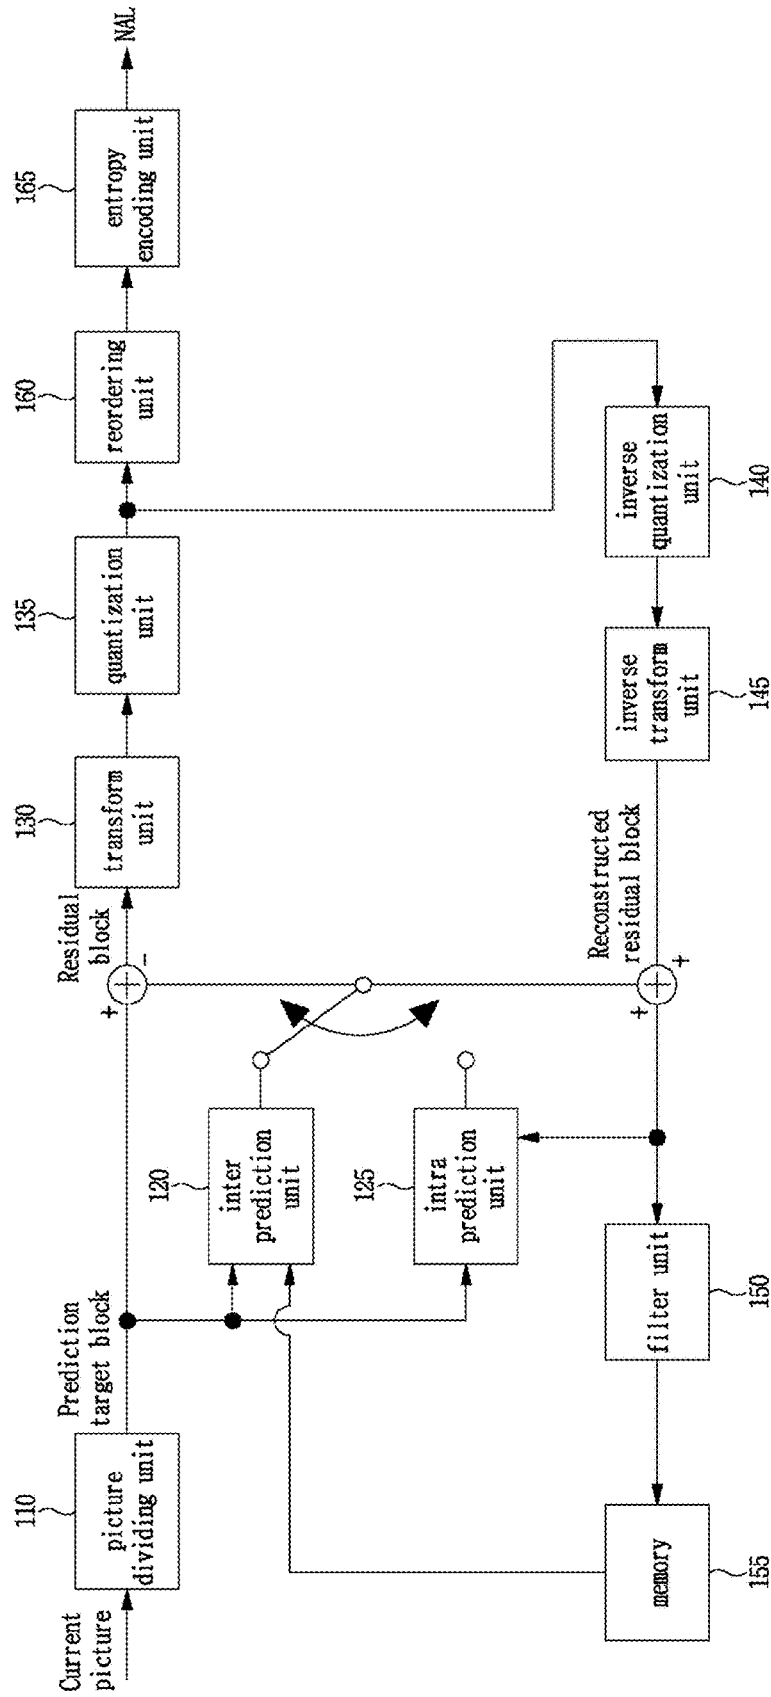 Current
picture
110
picture
dividing unit
Prediction
target block
120
inter
prediction
unit
125
intra
prediction
unit
+
-
Residual
block
130
transform
unit
135
quantization
unit
160
reordering
unit
165
entropy
encoding unit
NAL
inverse
quantization
unit
140
inverse
transform
unit
145
Reconstructed
residual block
+
+
filter unit
150
memory
155